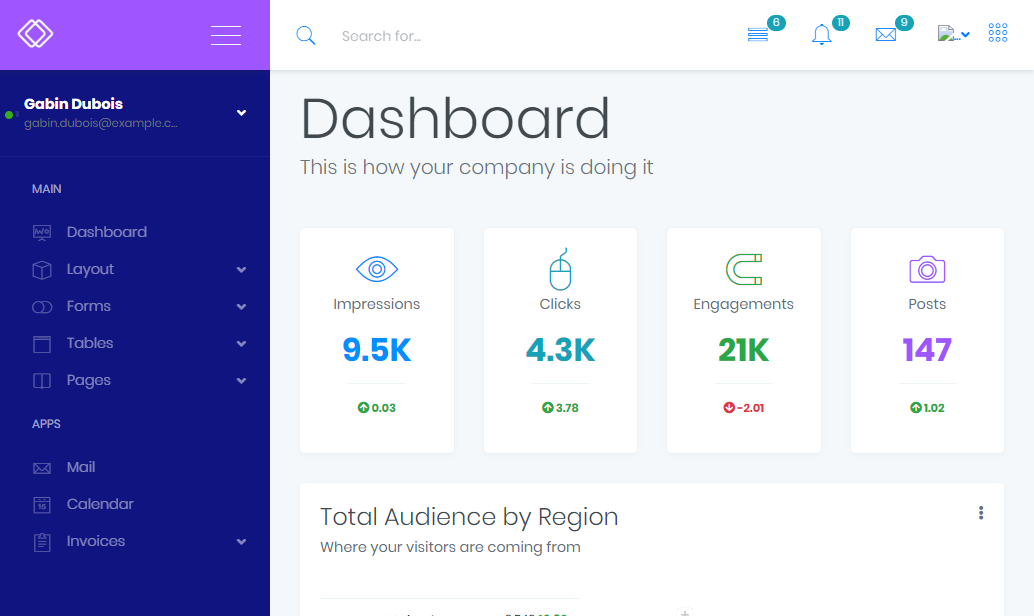 Search for...
6
11
9
Gabin Dubois
gabin.dubois@example.c...
MAIN
Dashboard
Layout
Forms
Tables
Pages
APPS
Mail
Calendar
Invoices
Dashboard
This is how your company is doing it
Impressions
9.5K
0.03
Clicks
4.3K
3.78
Engagements
21K
-2.01
Posts
147
1.02
Total Audience by Region
Where your visitors are coming from